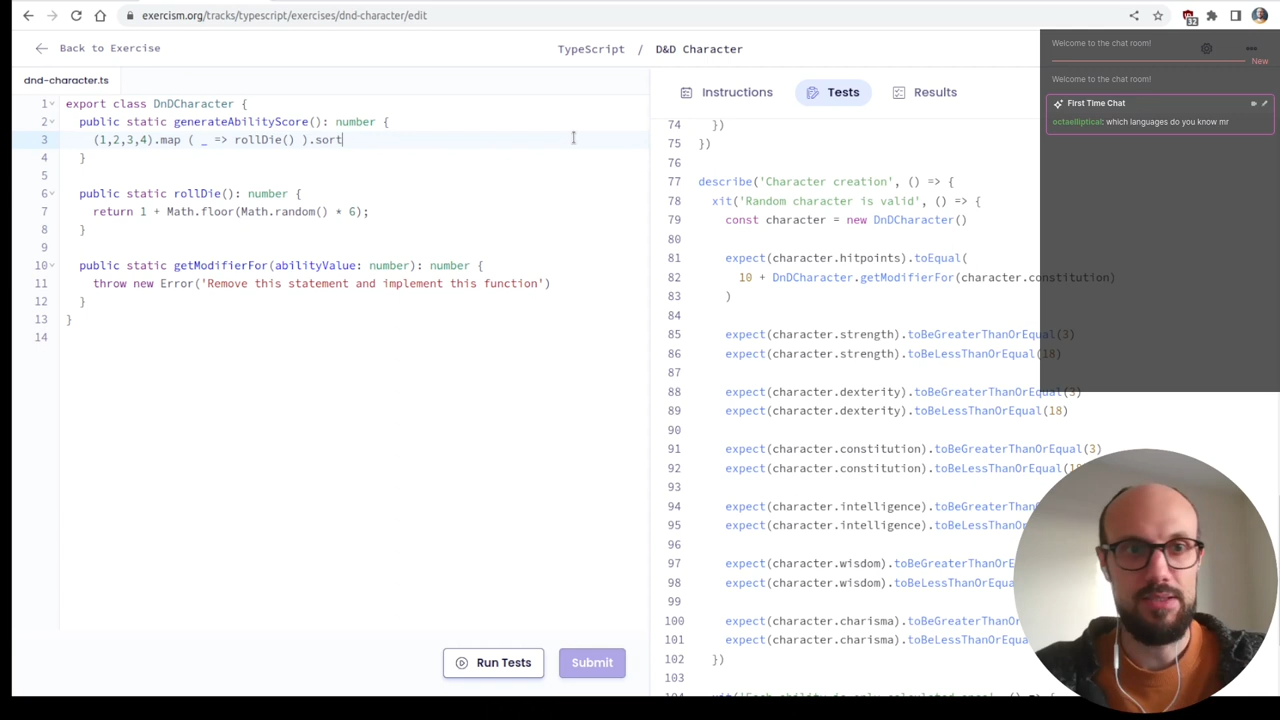 exercism.org/tracks/typescript/exercises/dnd-character/edit
32
Back to Exercise
TypeScript / D&D Character
dnd-character.ts
1 export class DnDCharacter {
2 public static generateAbilityScore(): number {
3 (1,2,3,4).map ( _ => rollDie() ).sort
4 }
5
6 public static rollDie(): number {
7 return 1 + Math.floor(Math.random() * 6);
8 }
9
10 public static getModifierFor(abilityValue: number): number {
11 throw new Error('Remove this statement and implement this function')
12 }
13 }
14
Run Tests
Submit
Instructions
Tests
Results
74 })
75 })
76
77 describe('Character creation', () => {
78 xit('Random character is valid', () => {
79 const character = new DnDCharacter()
80
81 expect(character.hitpoints).toEqual(
82 10 + DnDCharacter.getModifierFor(character.constitution)
83 )
84
85 expect(character.strength).toBeGreaterThanOrEqual(3)
86 expect(character.strength).toBeLessThanOrEqual(18)
87
88 expect(character.dexterity).toBeGreaterThanOrEqual(3)
89 expect(character.dexterity).toBeLessThanOrEqual(18)
90
91 expect(character.constitution).toBeGreaterThanOrEqual(3)
92 expect(character.constitution).toBeLessThanOrEqual(18
93
94 expect(character.intelligence).toBeGreaterThanOr
95 expect(character.intelligence).toBeLessThanOrEqu
96
97 expect(character.wisdom).toBeGreaterThanOrE
98 expect(character.wisdom).toBeLessThanOrEqua
99
100 expect(character.charisma).toBeGreaterThanOr
101 expect(character.charisma).toBeLessThanOrEqu
102 })
103
Welcome to the chat room!
New
Welcome to the chat room!
First Time Chat
octaelliptical: which languages do you know mr